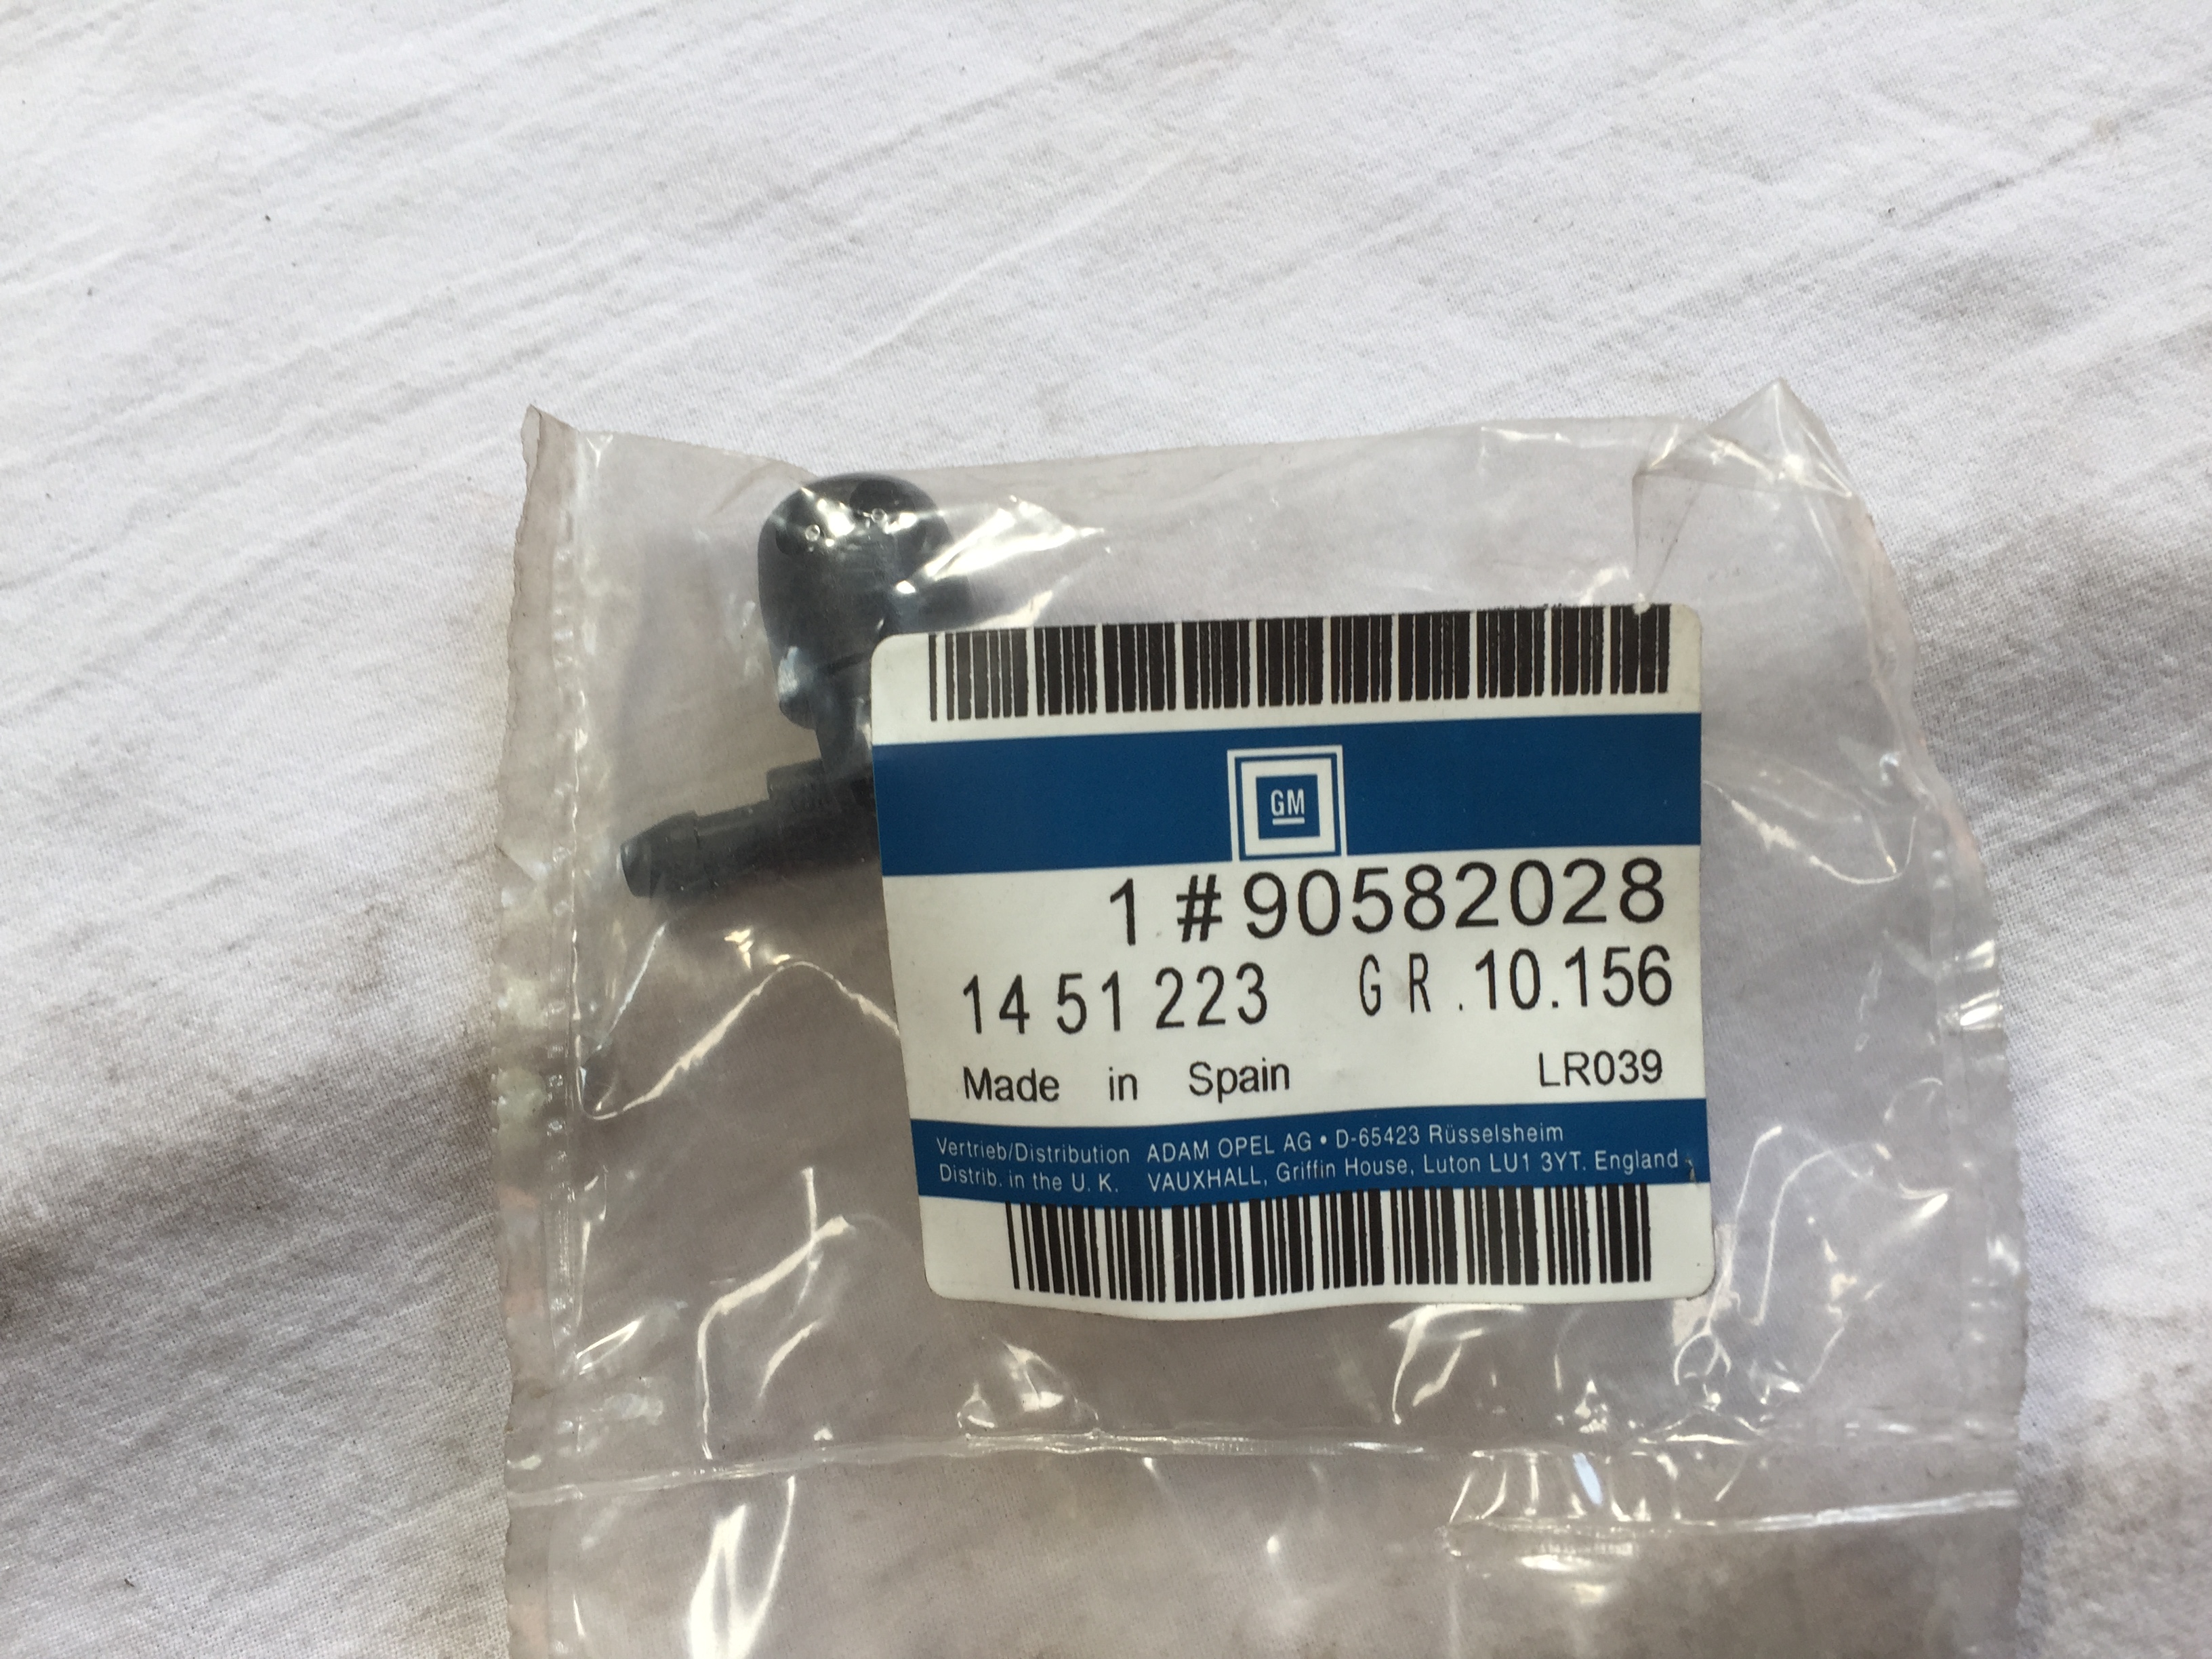 GM
1 #90582028
14 51 223 GR.10.156
Made in Spain LR039
Vertrieb/Distribution ADAM OPEL AG • D-65423 Rüsselsheim
Distrib. in the U. K. VAUXHALL, Griffin House, Luton LU1 3YT. England